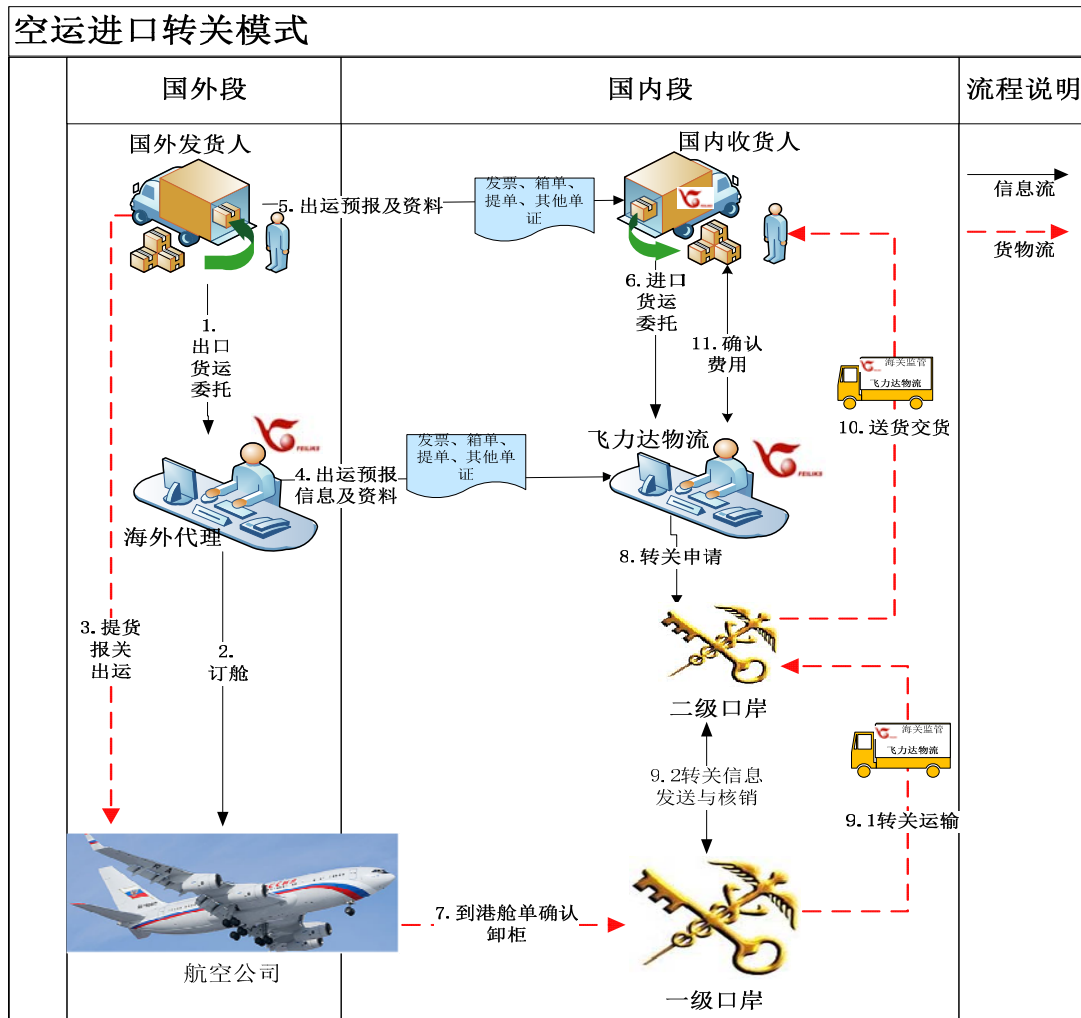 空运进口转关模式
国外段
国内段
流程说明
国外发货人
国内收货人
信息流
货物流
5.出运预报及资料
发票、箱单、
提单、其他单
证
6.进口
货运
委托
11.确认
费用
1.
出口
货运
委托
海关监管
飞力达物流
10.送货交货
FEILIKS
海外代理
4.出运预报
信息及资料
发票、箱单、
提单、其他单
证
飞力达物流
FEILIKS
8.转关申请
3.提货
报关
出运
2.
订舱
二级口岸
海关监管
飞力达物流
9.2转关信息
发送与核销
9.1转关运输
7.到港舱单确认
卸柜
航空公司
一级口岸